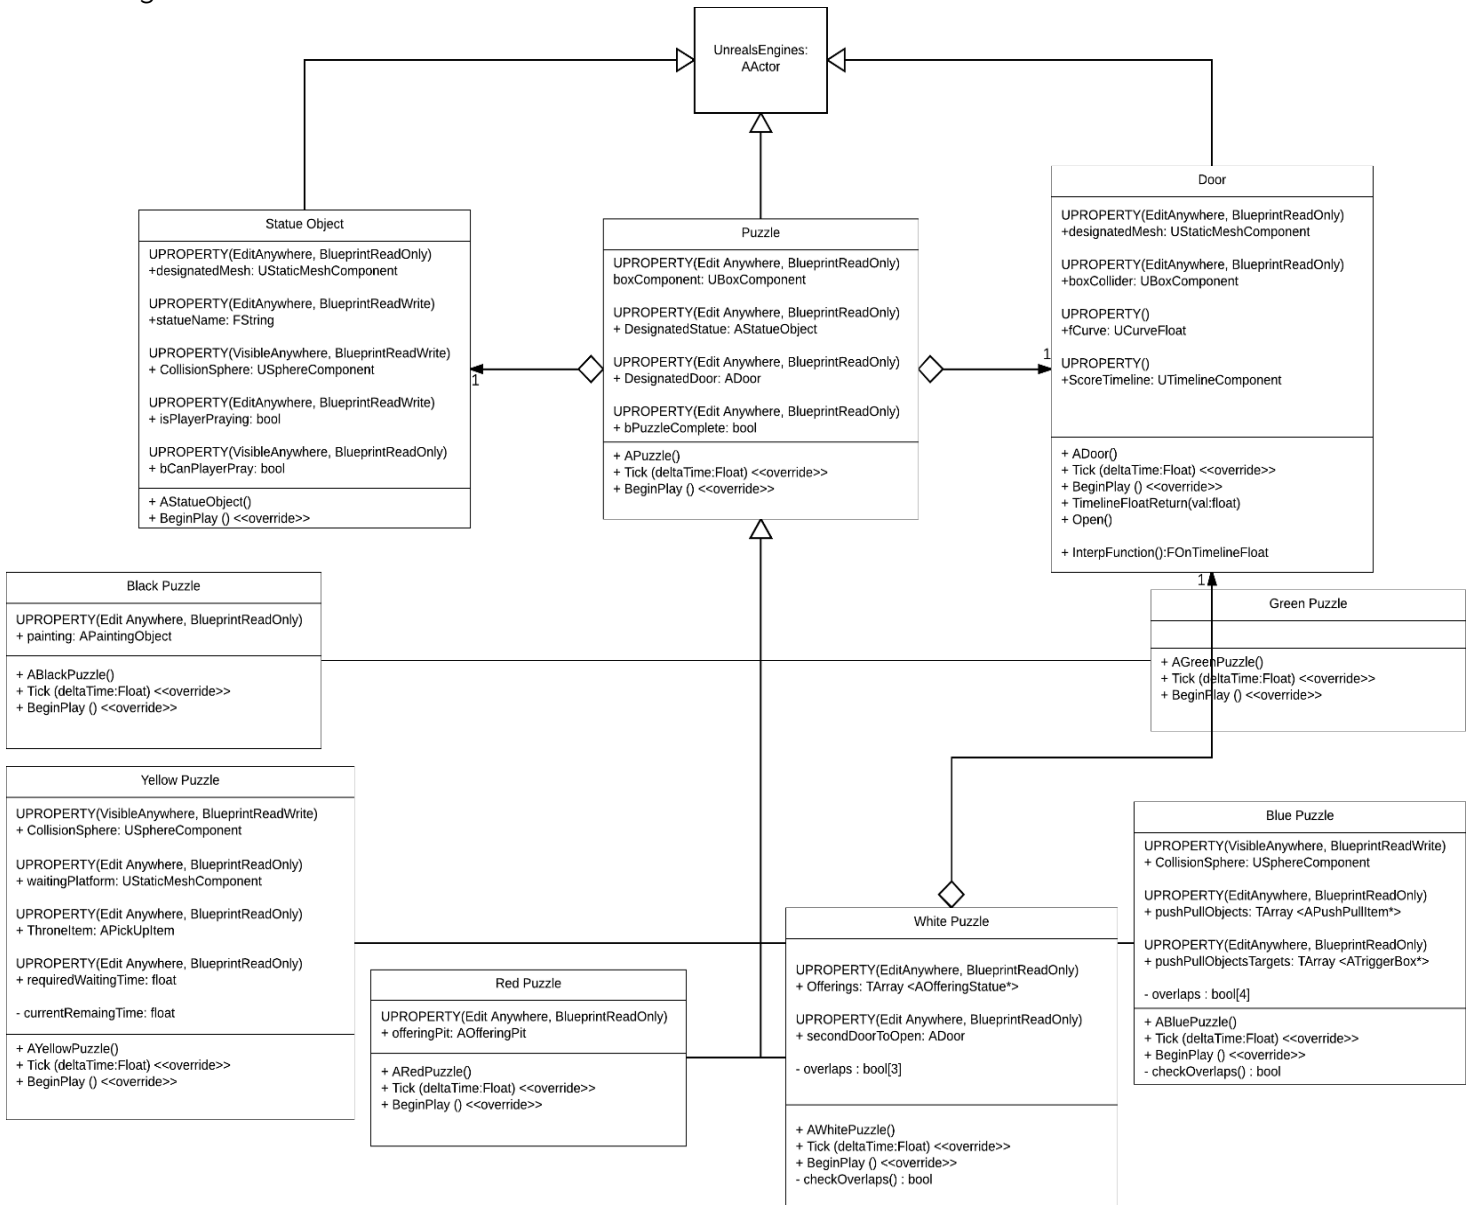 UnrealsEngines:
AActor
Statue Object
UPROPERTY(EditAnywhere, BlueprintReadOnly)
+designatedMesh: UStaticMeshComponent
UPROPERTY(EditAnywhere, BlueprintReadWrite)
+statueName: FString
UPROPERTY(VisibleAnywhere, BlueprintReadWrite)
+ CollisionSphere: USphereComponent
UPROPERTY(EditAnywhere, BlueprintReadWrite)
+ isPlayerPraying: bool
UPROPERTY(VisibleAnywhere, BlueprintReadOnly)
+ bCanPlayerPray: bool
+ AStatueObject()
+ BeginPlay () <<override>>
1
Puzzle
UPROPERTY(Edit Anywhere, BlueprintReadOnly)
boxComponent: UBoxComponent
UPROPERTY(Edit Anywhere, BlueprintReadOnly)
+ DesignatedStatue: AStatueObject
UPROPERTY(Edit Anywhere, BlueprintReadOnly)
+ DesignatedDoor: ADoor
UPROPERTY(Edit Anywhere, BlueprintReadOnly)
+ bPuzzleComplete: bool
+ APuzzle()
+ Tick (deltaTime:Float) <<override>>
+ BeginPlay () <<override>>
1
Door
UPROPERTY(EditAnywhere, BlueprintReadOnly)
+designatedMesh: UStaticMeshComponent
UPROPERTY(EditAnywhere, BlueprintReadOnly)
+boxCollider: UBoxComponent
UPROPERTY()
+fCurve: UCurveFloat
UPROPERTY()
+ScoreTimeline: UTimelineComponent
+ ADoor()
+ Tick (deltaTime:Float) <<override>>
+ BeginPlay () <<override>>
+ TimelineFloatReturn(val:float)
+ Open()
+ InterpFunction():FOnTimelineFloat
1
Black Puzzle
UPROPERTY(Edit Anywhere, BlueprintReadOnly)
+ painting: APaintingObject
+ ABlackPuzzle()
+ Tick (deltaTime:Float) <<override>>
+ BeginPlay () <<override>>
Green Puzzle
+ AGreenPuzzle()
+ Tick (deltaTime:Float) <<override>>
+ BeginPlay () <<override>>
Yellow Puzzle
UPROPERTY(VisibleAnywhere, BlueprintReadWrite)
+ CollisionSphere: USphereComponent
UPROPERTY(Edit Anywhere, BlueprintReadOnly)
+ waitingPlatform: UStaticMeshComponent
UPROPERTY(Edit Anywhere, BlueprintReadOnly)
+ ThroneItem: APickUpItem
UPROPERTY(Edit Anywhere, BlueprintReadOnly)
+ requiredWaitingTime: float
- currentRemaingTime: float
+ AYellowPuzzle()
+ Tick (deltaTime:Float) <<override>>
+ BeginPlay () <<override>>
Red Puzzle
UPROPERTY(Edit Anywhere, BlueprintReadOnly)
+ offeringPit: AOfferingPit
+ ARedPuzzle()
+ Tick (deltaTime:Float) <<override>>
+ BeginPlay () <<override>>
White Puzzle
UPROPERTY(EditAnywhere, BlueprintReadOnly)
+ Offerings: TArray <AOfferingStatue*>
UPROPERTY(Edit Anywhere, BlueprintReadOnly)
+ secondDoorToOpen: ADoor
- overlaps : bool[3]
+ AWhitePuzzle()
+ Tick (deltaTime:Float) <<override>>
+ BeginPlay () <<override>>
- checkOverlaps() : bool
Blue Puzzle
UPROPERTY(VisibleAnywhere, BlueprintReadWrite)
+ CollisionSphere: USphereComponent
UPROPERTY(EditAnywhere, BlueprintReadOnly)
+ pushPullObjects: TArray <APushPullItem*>
UPROPERTY(EditAnywhere, BlueprintReadOnly)
+ pushPullObjectsTargets: TArray <ATriggerBox*>
- overlaps : bool[4]
+ ABluePuzzle()
+ Tick (deltaTime:Float) <<override>>
+ BeginPlay () <<override>>
- checkOverlaps() : bool